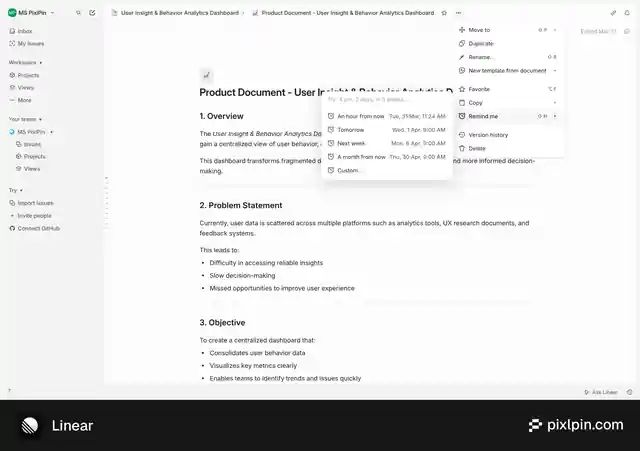 MS PixlPin
Inbox
My issues
Workspaces
Projects
Views
More
Your teams
MS PixlPin
Issues
Projects
Views
Try
Import issues
Invite people
Connect GitHub
?
User Insight & Behavior Analytics Dashboard › Product Document - User Insight & Behavior Analytics Dashboard
Edited Mar 17
Move to
Duplicate
Rename...
New template from document
Favorite
Copy
Remind me
Version history
Delete
Try: 4 pm, 2 days, in 5 weeks...
An hour from now Tue, 31 Mar, 11:24 AM
Tomorrow Wed, 1 Apr, 9:00 AM
Next week Mon, 6 Apr, 9:00 AM
A month from now Thu, 30 Apr, 9:00 AM
Custom...
Product Document - User Insight & Behavior Analytics D
1. Overview
The User Insight & Behavior Analytics Das
gain a centralized view of user behavior,
This dashboard transforms fragmented d and more informed decision-
making.
2. Problem Statement
Currently, user data is scattered across multiple platforms such as analytics tools, UX research documents, and
feedback systems.
This leads to:
• Difficulty in accessing reliable insights
• Slow decision-making
• Missed opportunities to improve user experience
3. Objective
To create a centralized dashboard that:
• Consolidates user behavior data
• Visualizes key metrics clearly
• Enables teams to identify trends and issues quickly
Ask Linear
Linear
pixlpin.com